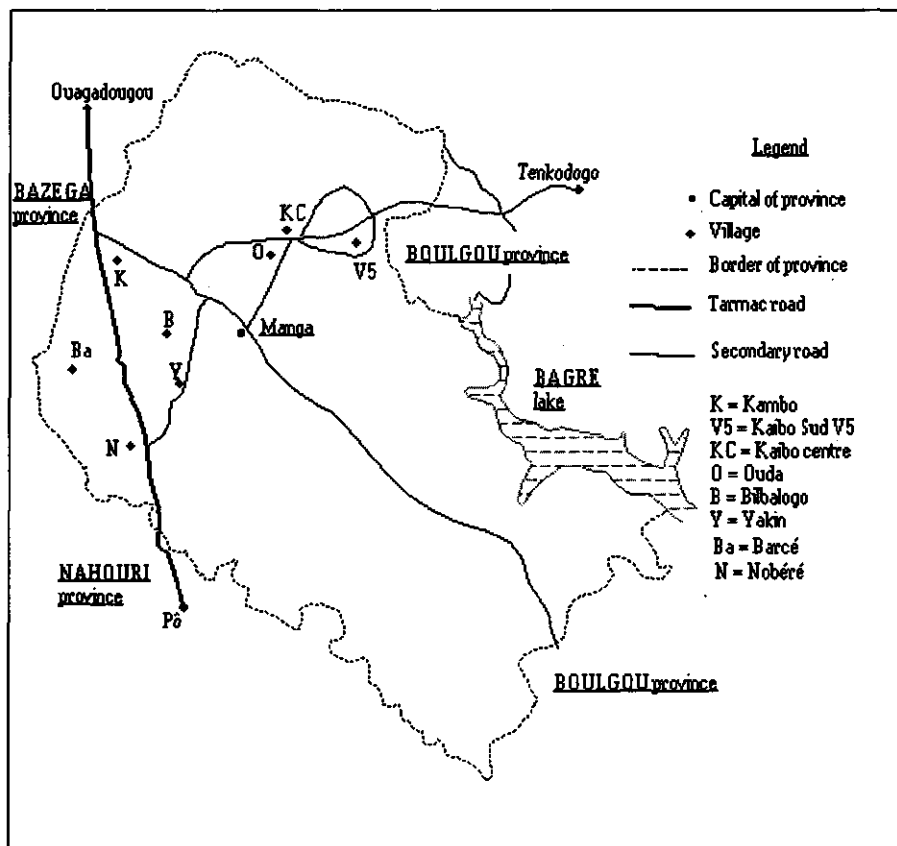 Ouagadougou
BAZEGA
province
Tenkodogo
KC
O
V5
K
BOULGOU province
B
Manga
Ba
Y
N
BAGRE
lake
NAHOURI
province
Pô
BOULGOU province
Legend
Capital of province
Village
Border of province
Tarmac road
Secondary road
K = Kambo
V5 = Kaibo Sud V5
KC = Kaibo centre
O = Ouda
B = Bilbalogo
Y = Yakin
Ba = Barcé
N = Nobéré